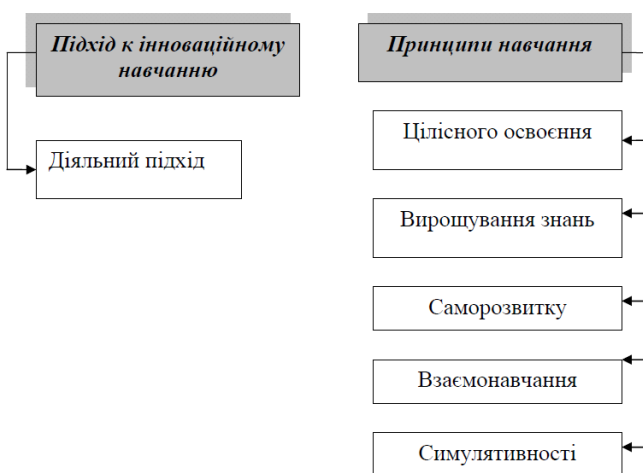 Підхід к інноваційному
навчанню
Діяльний підхід
Принципи навчання
Цілісного освоєння
Вирощування знань
Саморозвитку
Взаємонавчання
Симулятивності